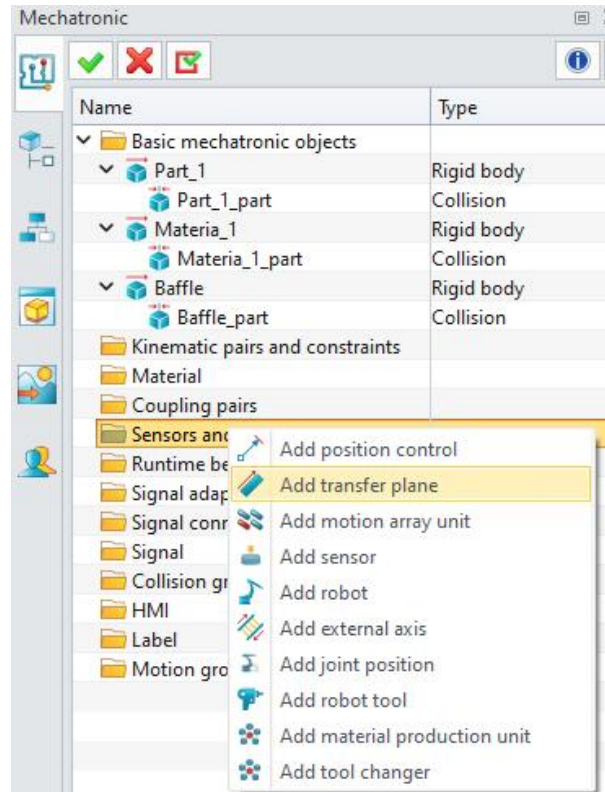 Mechatronic
Name Type
Basic mechatronic objects
Part_1 Rigid body
Part_1_part Collision
Materia_1 Rigid body
Materia_1_part Collision
Baffle Rigid body
Baffle_part Collision
Kinematic pairs and constraints
Material
Coupling pairs
Sensors and
Runtime be
Signal adap
Signal conr
Signal
Collision gr
HMI
Label
Motion gro
Add position control
Add transfer plane
Add motion array unit
Add sensor
Add robot
Add external axis
Add joint position
Add robot tool
Add material production unit
Add tool changer